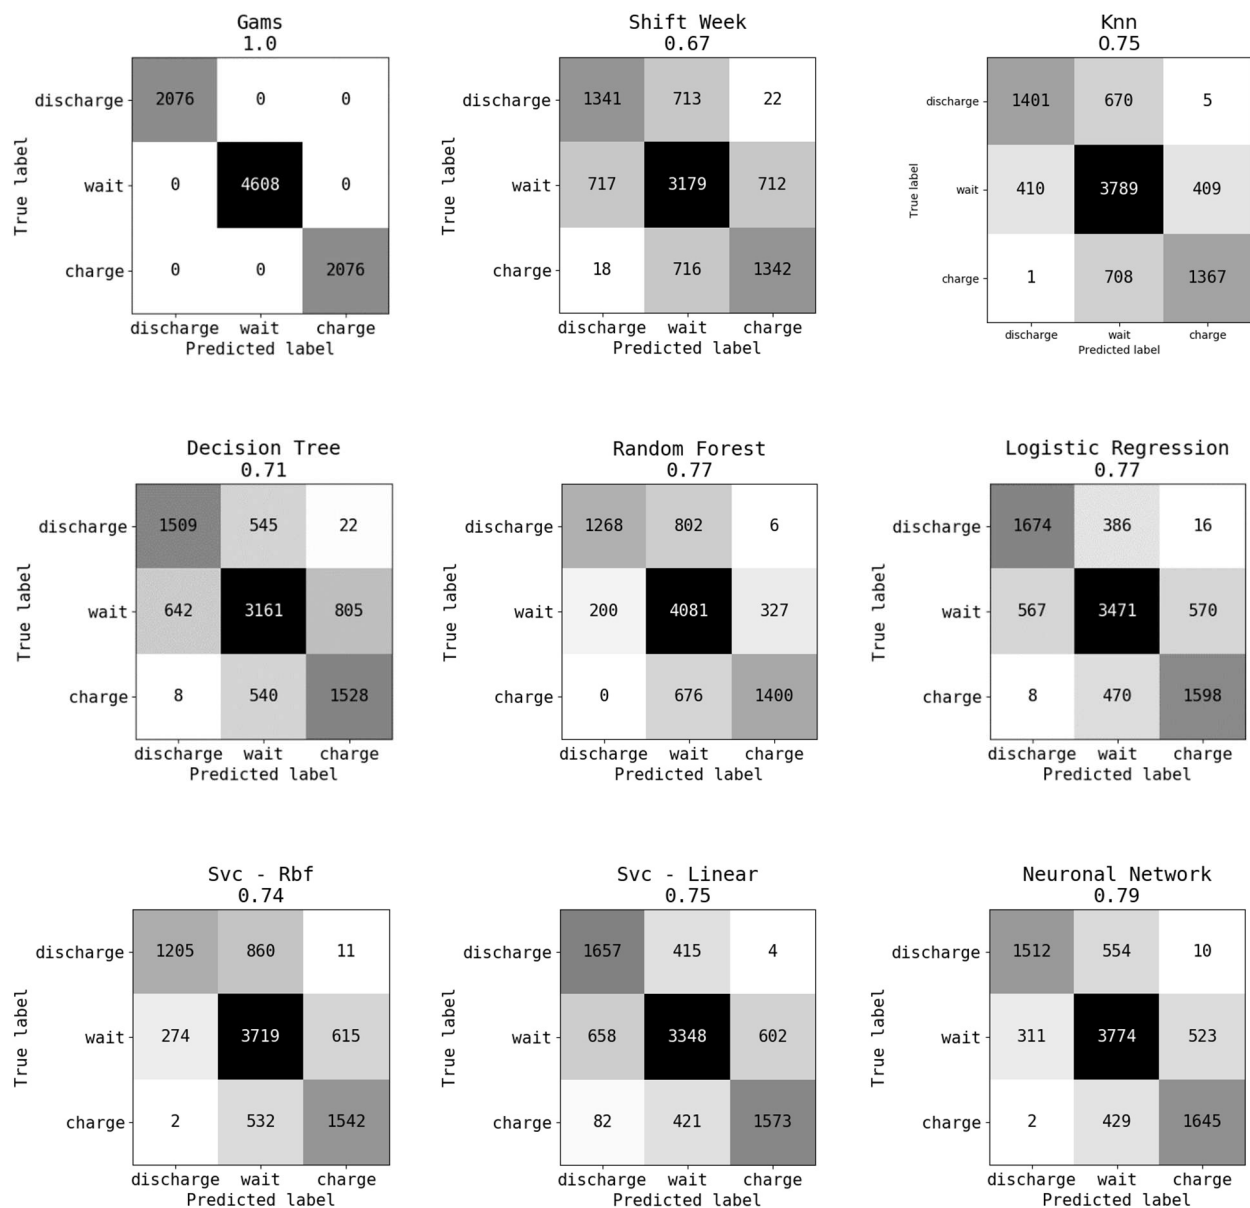 Gams
1.0
discharge 2076 0 0
wait 0 4608 0
charge 0 0 2076
discharge wait charge
Predicted label
True label
Shift Week
0.67
discharge 1341 713 22
wait 717 3179 712
charge 18 716 1342
discharge wait charge
Predicted label
True label
Knn
0.75
discharge 1401 670 5
wait 410 3789 409
charge 1 708 1367
discharge wait charge
Predicted label
True label
Decision Tree
0.71
discharge 1509 545 22
wait 642 3161 805
charge 8 540 1528
discharge wait charge
Predicted label
True label
Random Forest
0.77
discharge 1268 802 6
wait 200 4081 327
charge 0 676 1400
discharge wait charge
Predicted label
True label
Logistic Regression
0.77
discharge 1674 386 16
wait 567 3471 570
charge 8 470 1598
discharge wait charge
Predicted label
True label
Svc - Rbf
0.74
discharge 1205 860 11
wait 274 3719 615
charge 2 532 1542
discharge wait charge
Predicted label
True label
Svc - Linear
0.75
discharge 1657 415 4
wait 658 3348 602
charge 82 421 1573
discharge wait charge
Predicted label
True label
Neuronal Network
0.79
discharge 1512 554 10
wait 311 3774 523
charge 2 429 1645
discharge wait charge
Predicted label
True label